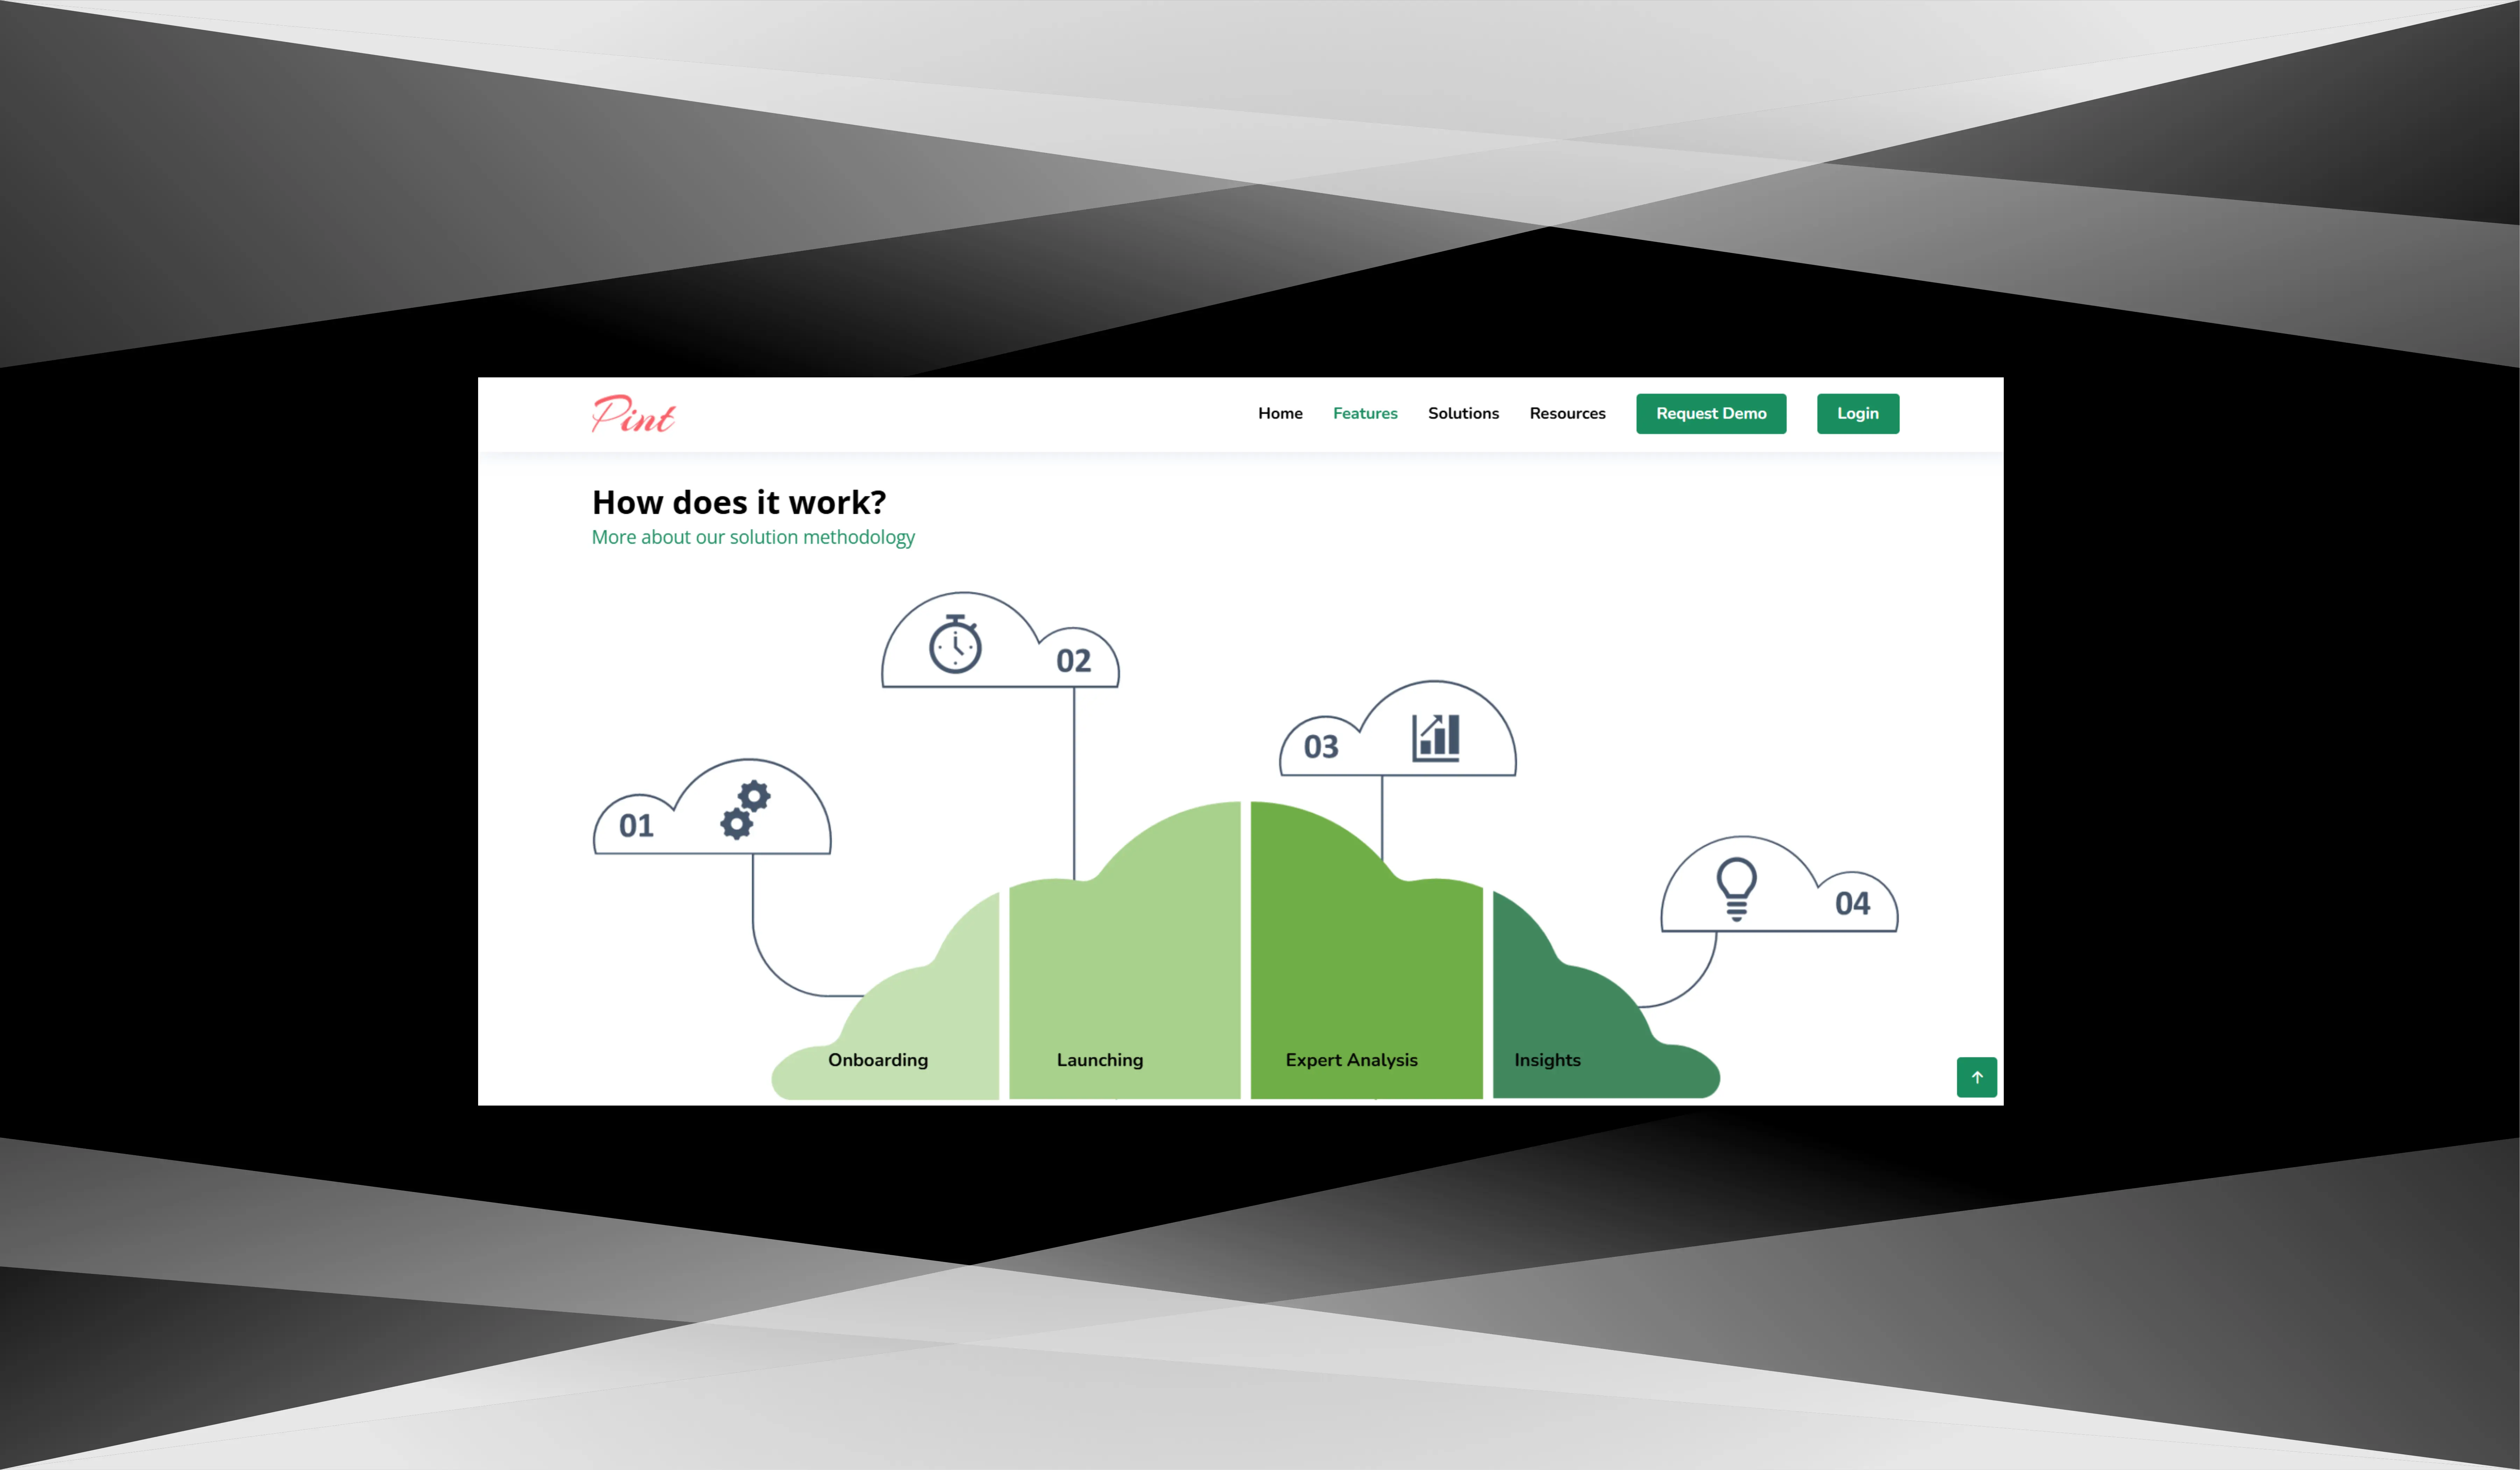 Pint
Home Features Solutions Resources Request Demo Login
How does it work?
More about our solution methodology
02
03
01
04
Onboarding Launching Expert Analysis Insights